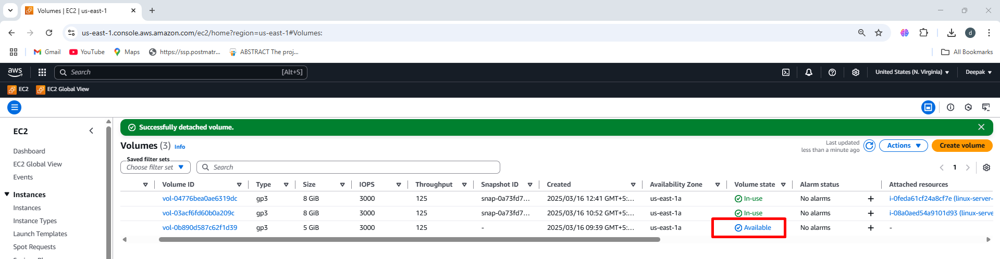 Volumes | EC2 | us-east-1
us-east-1.console.aws.amazon.com/ec2/home?region=us-east-1#Volumes:
d
Gmail YouTube Maps https://ssp.postmatr... ABSTRACT The proj... All Bookmarks
aws Search [Alt+S] United States (N. Virginia) Deepak
EC2 EC2 Global View
EC2
Dashboard
EC2 Global View
Events
Instances
Instances
Instance Types
Launch Templates
Spot Requests
Successfully detached volume.
Volumes (3) Info
Last updated
less than a minute ago
Actions Create volume
Saved filter sets
Choose filter set Search 1
Volume ID Type Size IOPS Throughput Snapshot ID Created Availability Zone Volume state Alarm status Attached resources
vol-04776bea0ae6319dc gp3 8 GiB 3000 125 snap-0a73fd7... 2025/03/16 12:41 GMT+5:... us-east-1a In-use No alarms + i-0feda61cf24a8cf7e (linux-server-
vol-03acf6fd60b0a209c gp3 8 GiB 3000 125 snap-0a73fd7... 2025/03/16 10:52 GMT+5:... us-east-1a In-use No alarms + i-08a0aed54a9101d93 (linux-serve
vol-0b890d587c62f1d39 gp3 5 GiB 3000 125 - 2025/03/16 09:39 GMT+5:... us-east-1a Available No alarms + -